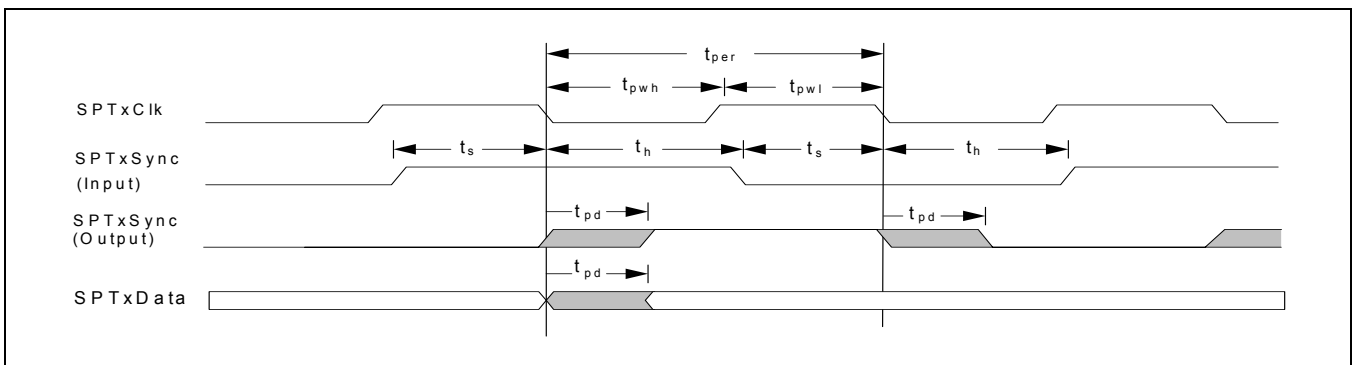 tper
tpwh tpwl
SPTxClk
ts th ts th
SPTxSync
(Input)
SPTxSync
(Output)
tpd tpd
tpd
SPTxData